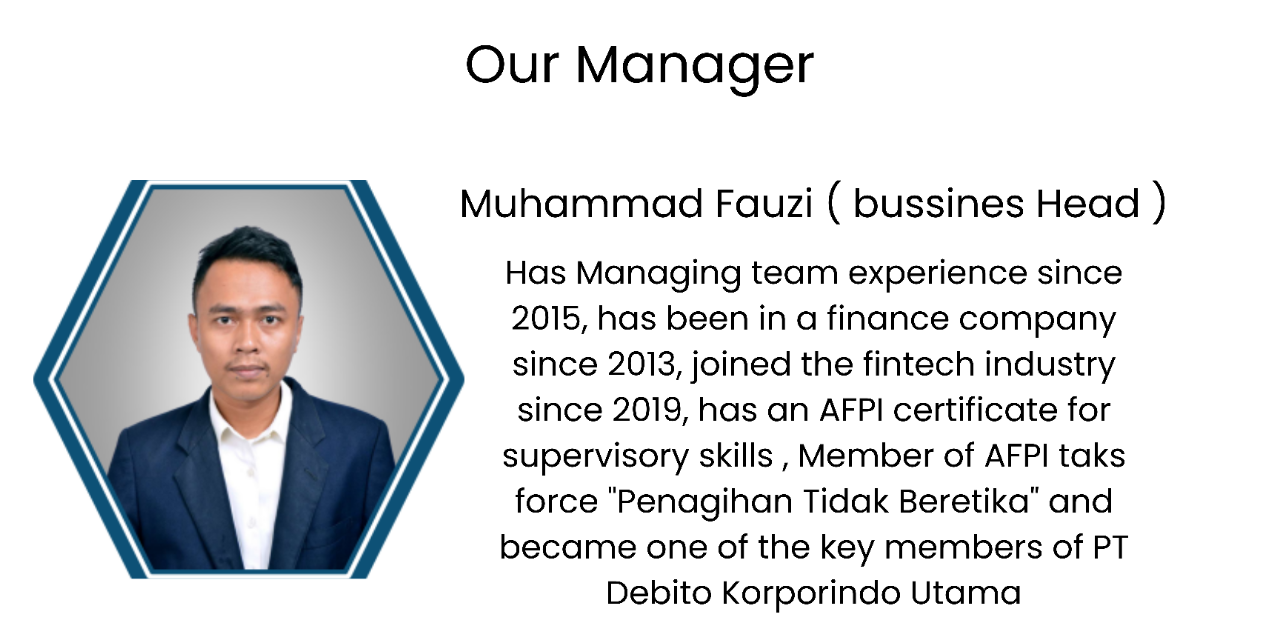 Our Manager
Muhammad Fauzi ( bussines Head )
Has Managing team experience since
2015, has been in a finance company
since 2013, joined the fintech industry
since 2019, has an AFPI certificate for
supervisory skills , Member of AFPI taks
force "Penagihan Tidak Beretika" and
became one of the key members of PT
Debito Korporindo Utama